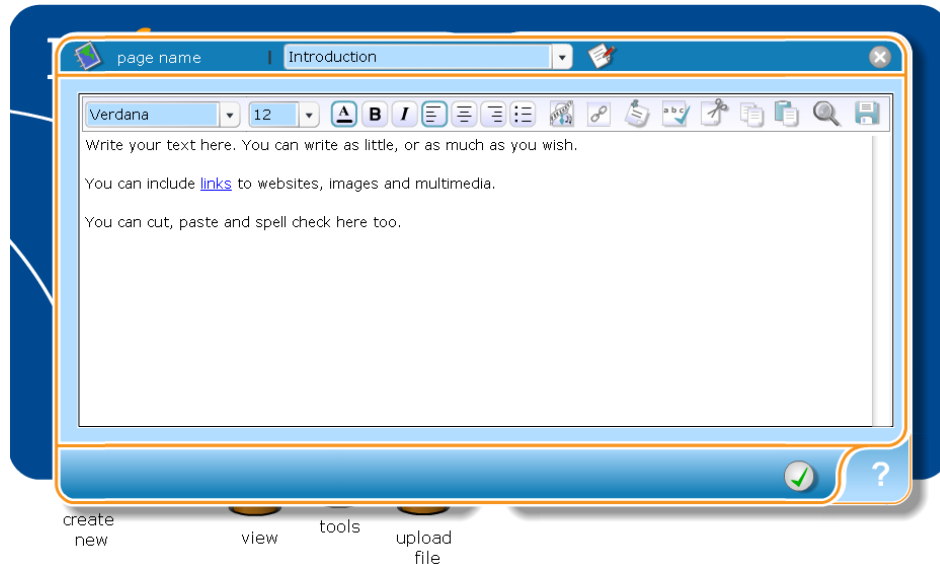 page name
Introduction
Verdana
12
A B I
abc
Write your text here. You can write as little, or as much as you wish.
You can include links to websites, images and multimedia.
You can cut, paste and spell check here too.
?
create
new
view
tools
upload
file